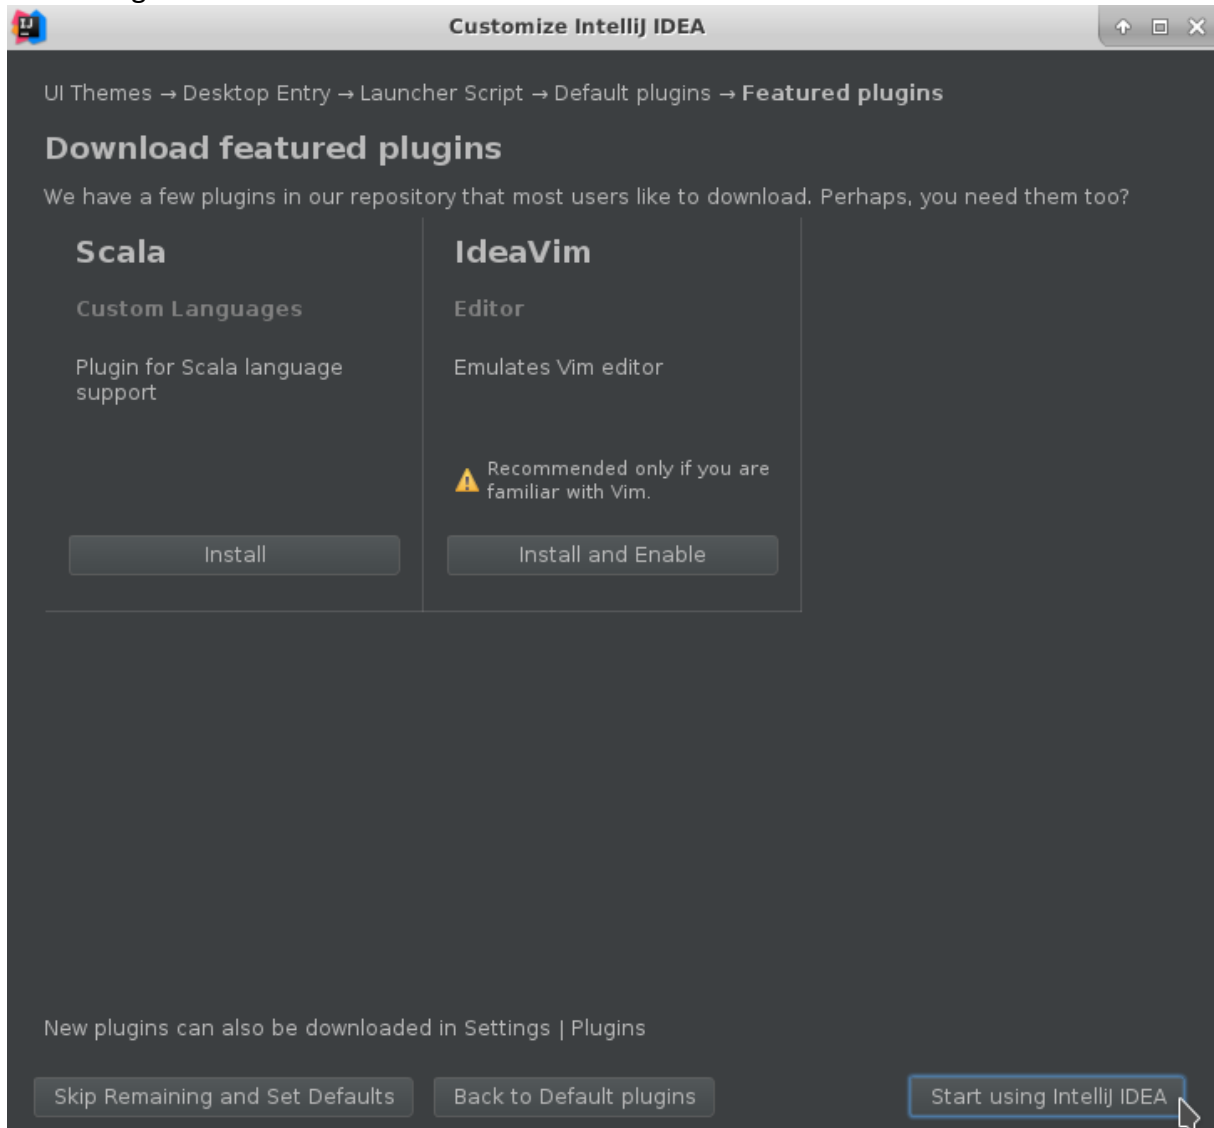 Customize IntelliJ IDEA
UI Themes → Desktop Entry → Launcher Script → Default plugins → Featured plugins
Download featured plugins
We have a few plugins in our repository that most users like to download. Perhaps, you need them too?
Scala
Custom Languages
Plugin for Scala language
support
Install
IdeaVim
Editor
Emulates Vim editor
Recommended only if you are
familiar with Vim.
Install and Enable
New plugins can also be downloaded in Settings | Plugins
Skip Remaining and Set Defaults
Back to Default plugins
Start using IntelliJ IDEA